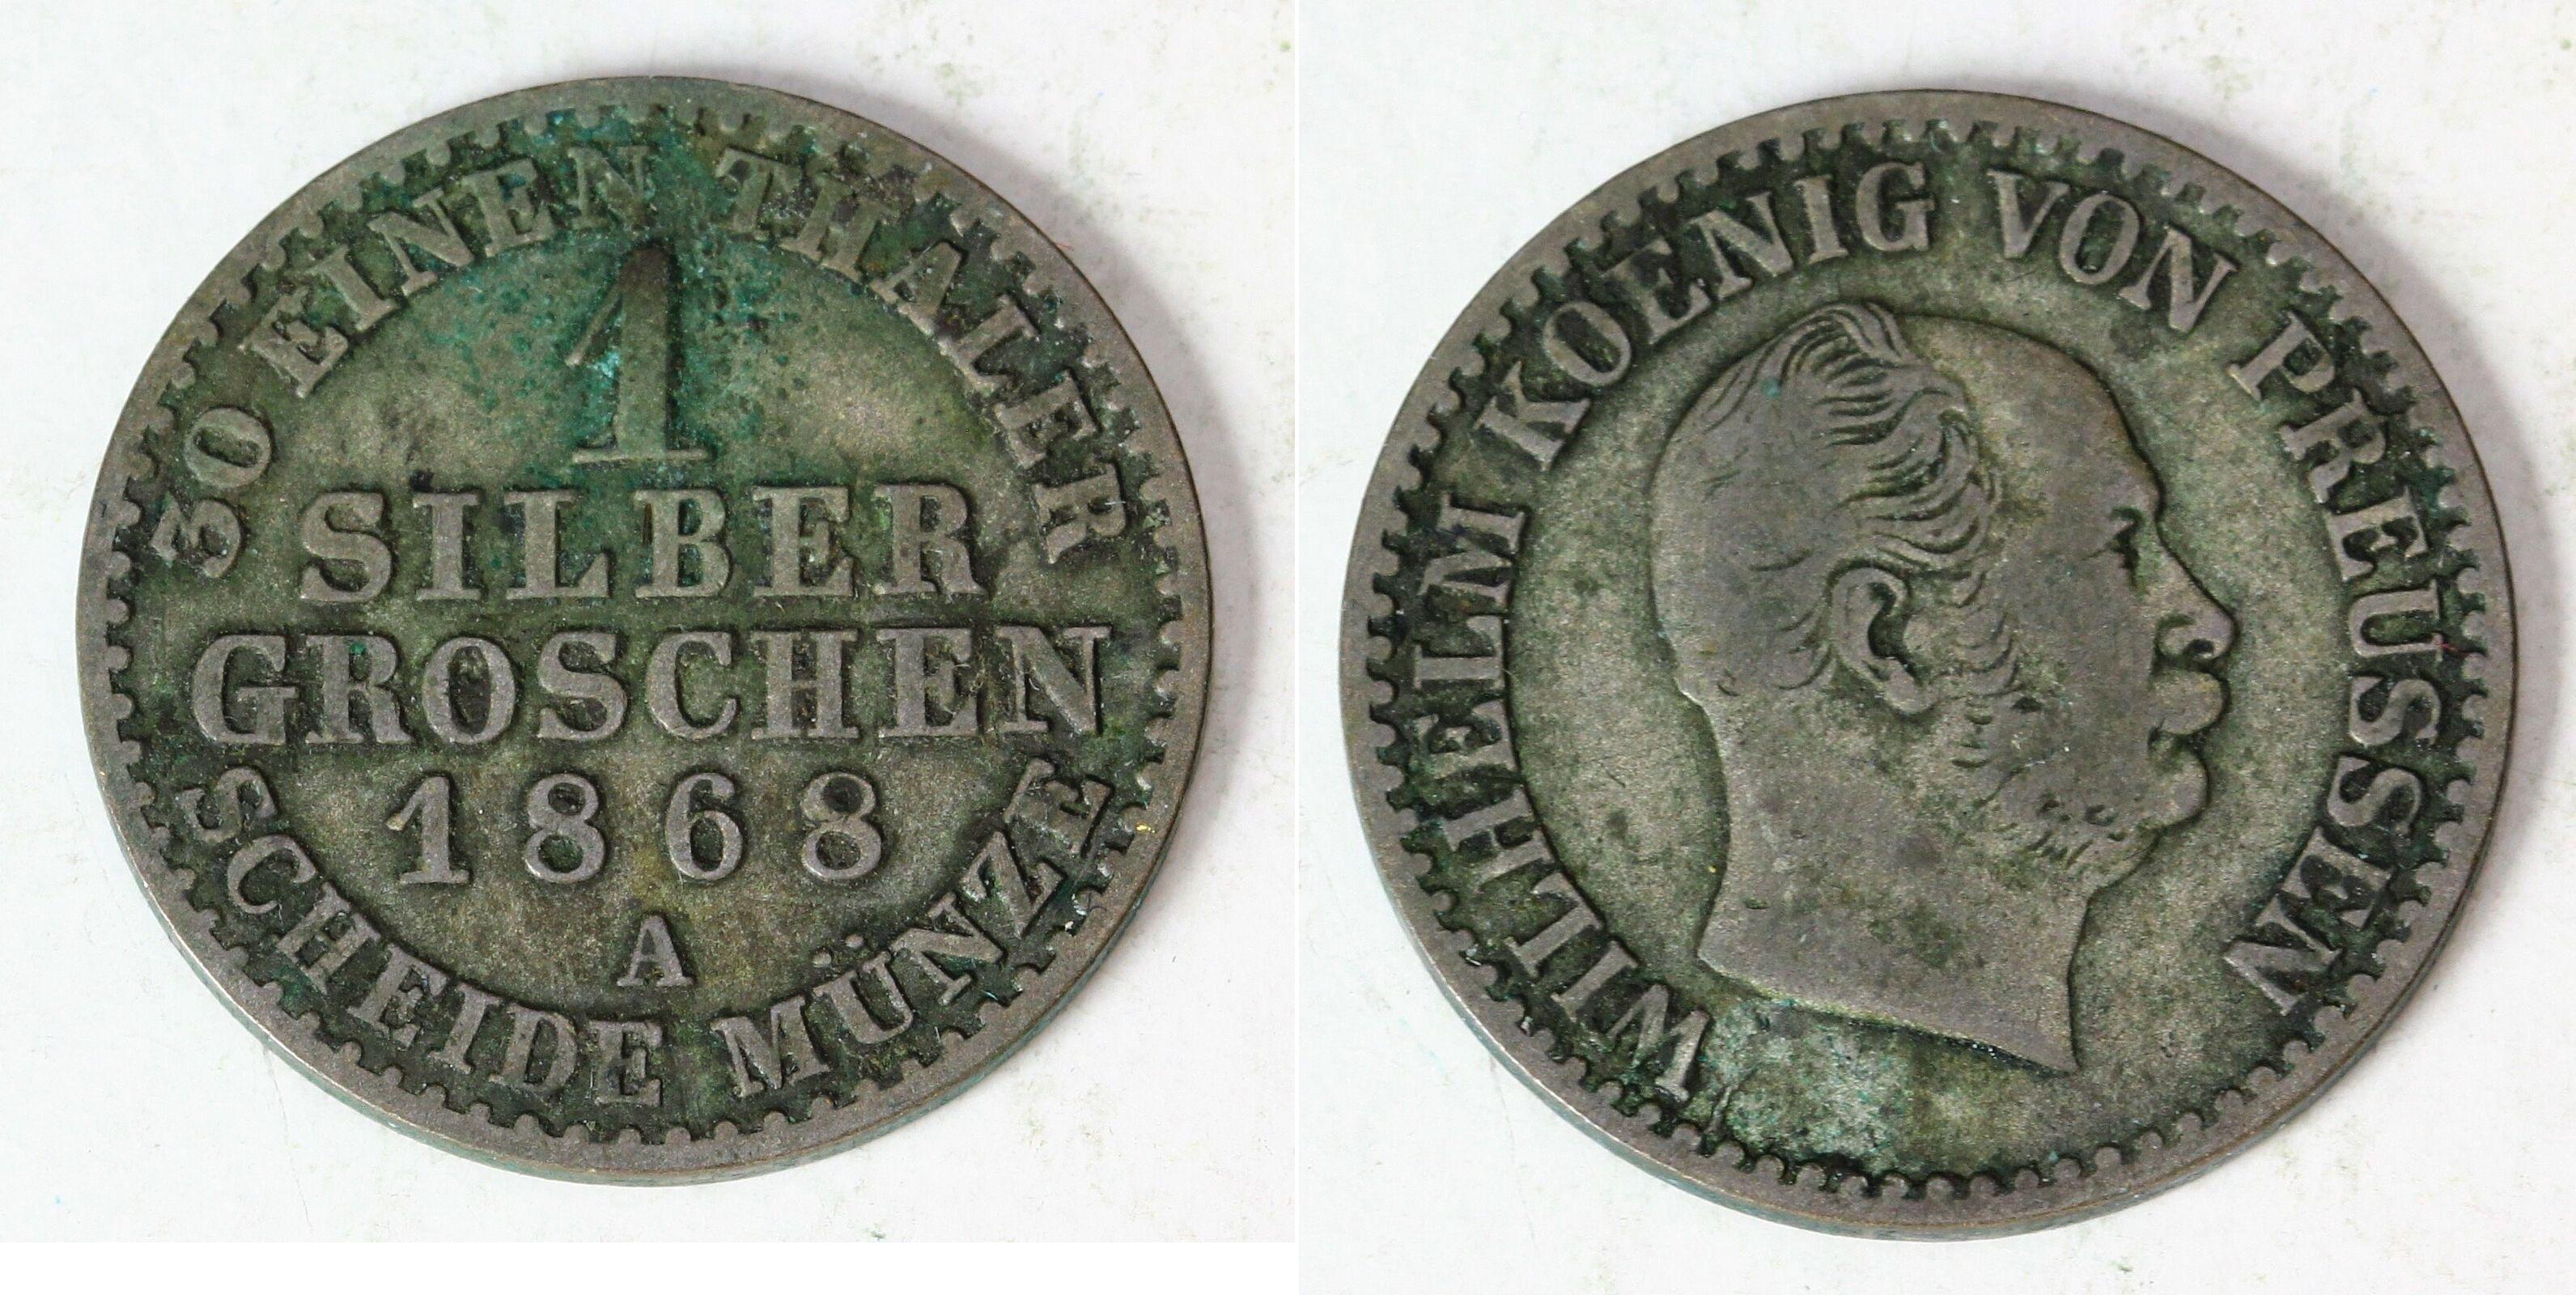 30 EINEN THALER
1
SILBER
GROSCHEN
1868
A
SCHEIDE MÜNZE
WILHELM KOENIG VON PREUSSEN